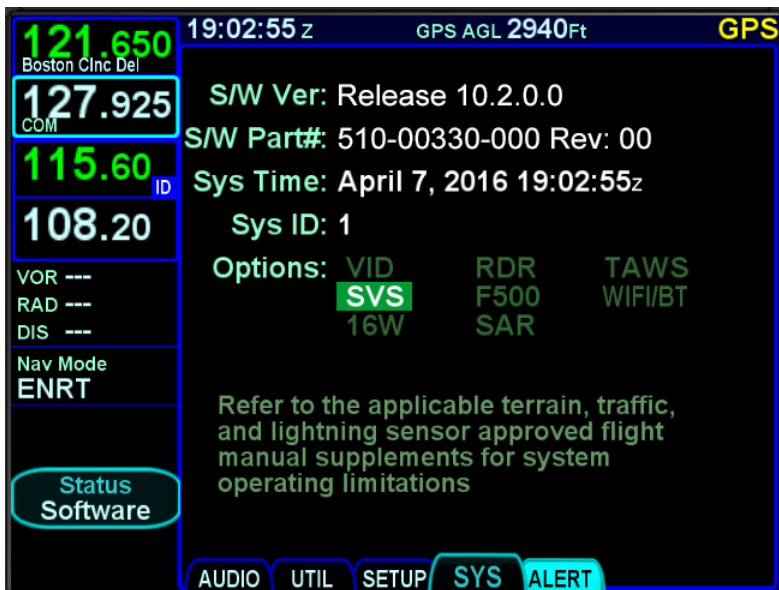 19:02:55 Z GPS AGL 2940Ft GPS
121.650
Boston Clnc Del
127.925
COM
115.60 ID
108.20
VOR ---
RAD ---
DIS ---
Nav Mode
ENRT
Status
Software
S/W Ver: Release 10.2.0.0
S/W Part#: 510-00330-000 Rev: 00
Sys Time: April 7, 2016 19:02:55z
Sys ID: 1
Options: VID RDR TAWS
SVS F500 WIFI/BT
16W SAR
Refer to the applicable terrain, traffic,
and lightning sensor approved flight
manual supplements for system
operating limitations
AUDIO UTIL SETUP SYS ALERT